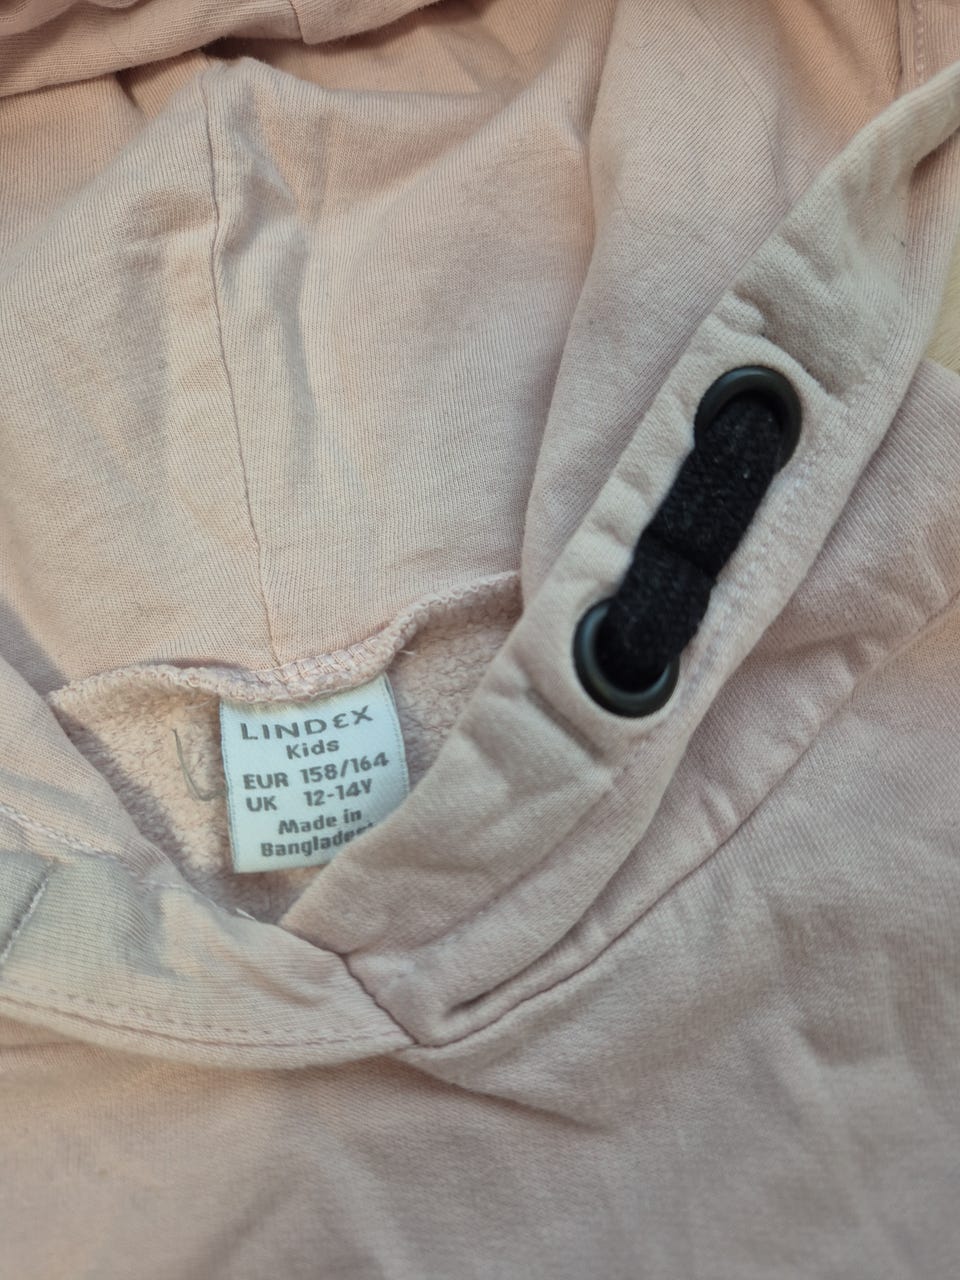 LINDEX
Kids
EUR 158/164
UK 12-14Y
Made in